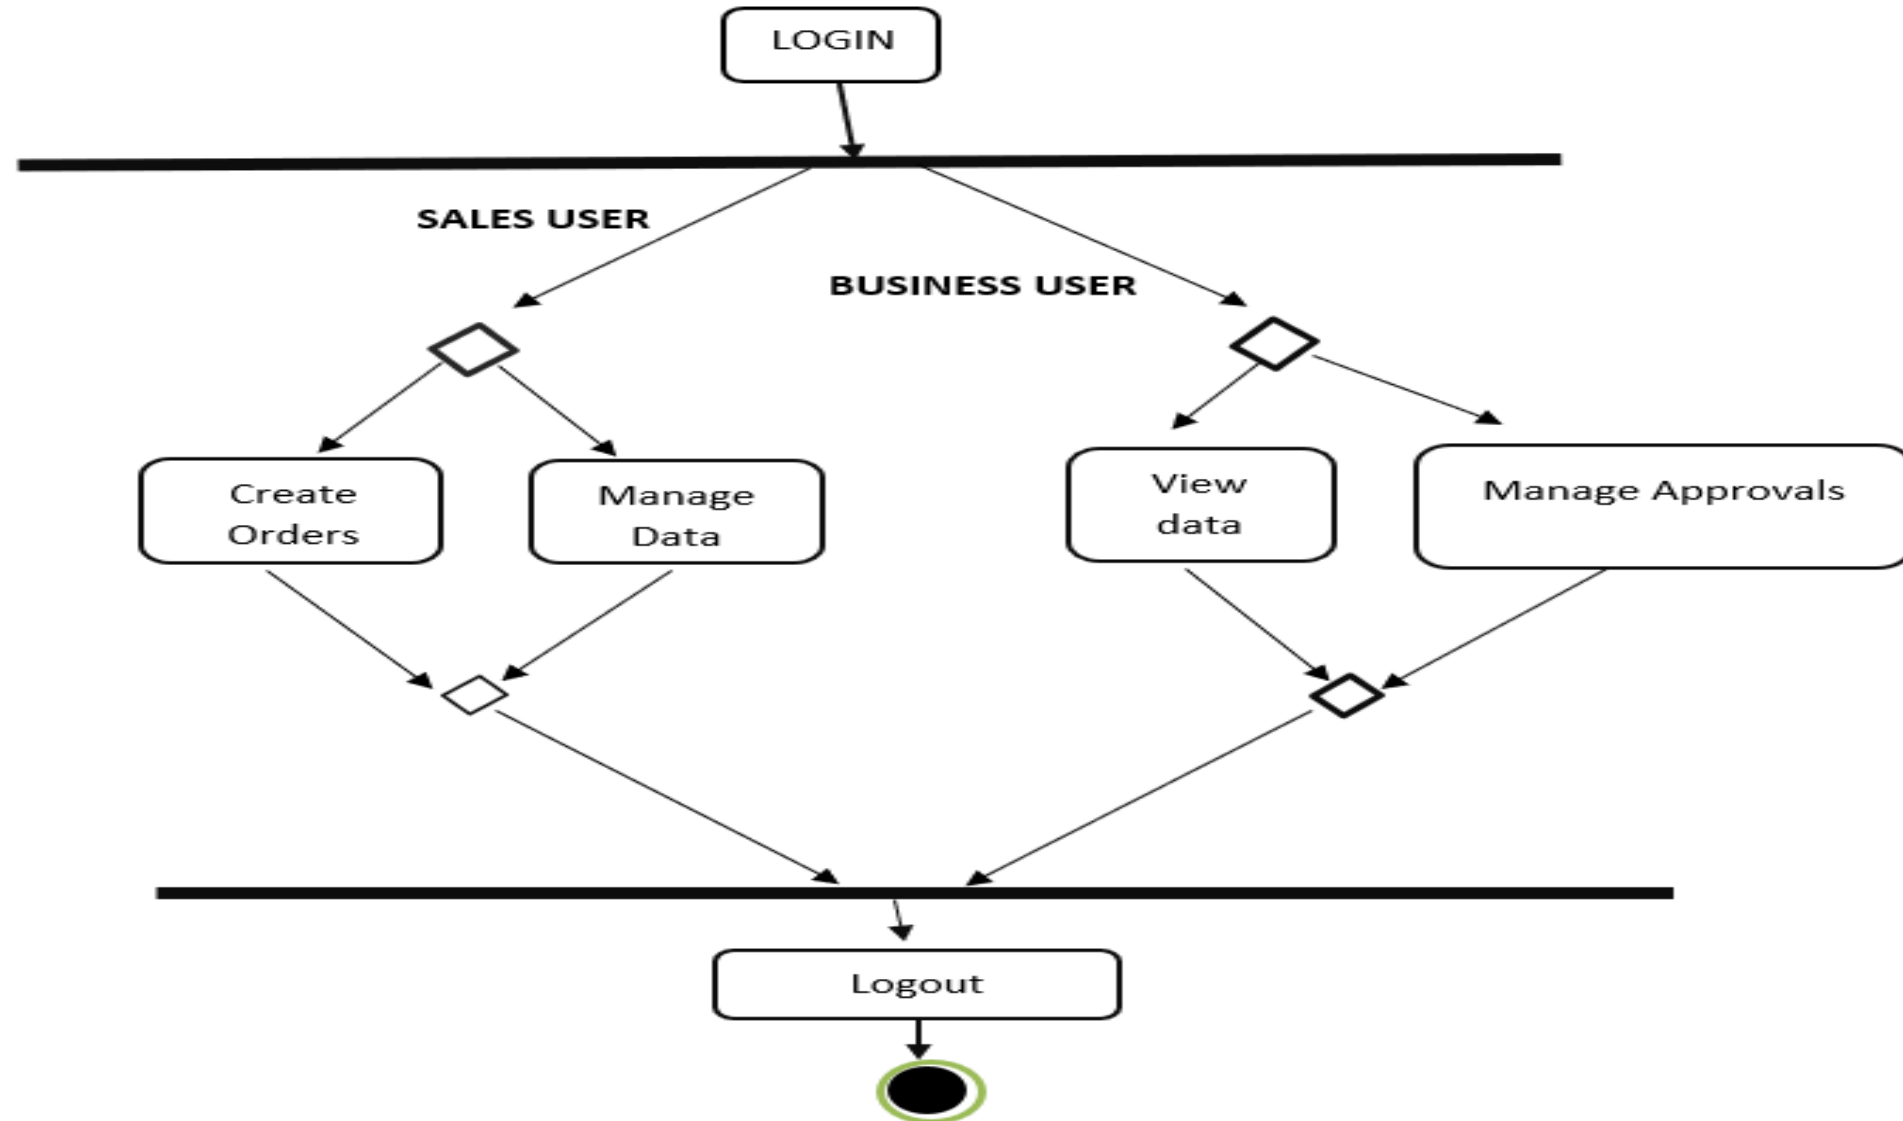 LOGIN
SALES USER
BUSINESS USER
Create
Orders
Manage
Data
View
data
Manage Approvals
Logout